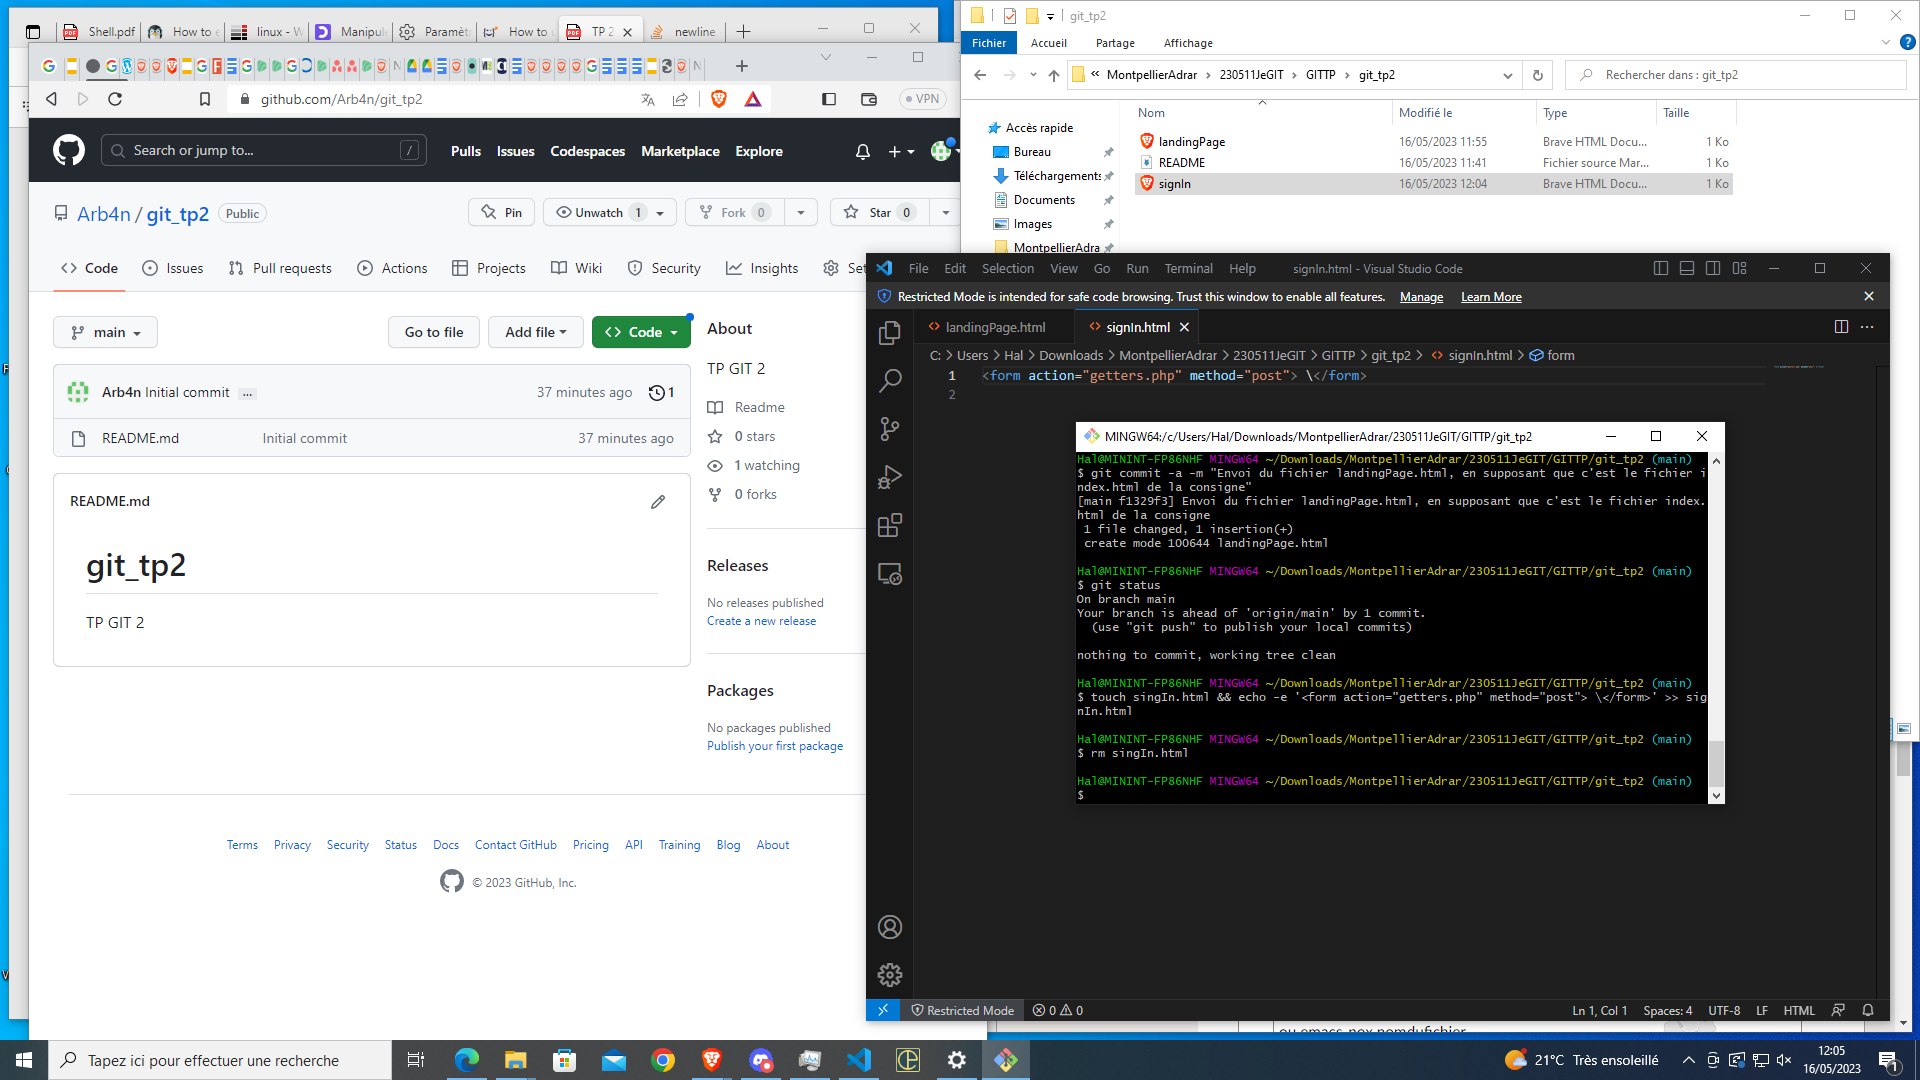 Shell.pdf
How to e
linux - W
Manipule
Paramètr
How to u
TP 2
newline
github.com/Arb4n/git_tp2
VPN
Search or jump to...
/
Pulls
Issues
Codespaces
Marketplace
Explore
Arb4n / git_tp2
Public
Pin
Unwatch 1
Fork 0
Star 0
Code
Issues
Pull requests
Actions
Projects
Wiki
Security
Insights
main
Go to file
Add file
Code
Arb4n Initial commit ...
37 minutes ago
1
README.md
Initial commit
37 minutes ago
README.md
git_tp2
TP GIT 2
About
TP GIT 2
Readme
0 stars
1 watching
0 forks
Releases
No releases published
Create a new release
Packages
No packages published
Publish your first package
Terms
Privacy
Security
Status
Docs
Contact GitHub
Pricing
API
Training
Blog
About
© 2023 GitHub, Inc.
git_tp2
Fichier
Accueil
Partage
Affichage
« MontpellierAdrar > 230511JeGIT > GITTP > git_tp2
Rechercher dans : git_tp2
Nom
Modifié le
Type
Taille
Accès rapide
Bureau
Téléchargements
Documents
Images
MontpellierAdra
landingPage 16/05/2023 11:55 Brave HTML Docu... 1 Ko
README 16/05/2023 11:41 Fichier source Mar... 1 Ko
signIn 16/05/2023 12:04 Brave HTML Docu... 1 Ko
File
Edit
Selection
View
Go
Run
Terminal
Help
signIn.html - Visual Studio Code
Restricted Mode is intended for safe code browsing. Trust this window to enable all features.
Manage
Learn More
landingPage.html
signIn.html
C: > Users > Hal > Downloads > MontpellierAdrar > 230511JeGIT > GITTP > git_tp2 > signIn.html > form
1 <form action="getters.php" method="post"> \</form>
2
MINGW64:/c/Users/Hal/Downloads/MontpellierAdrar/230511JeGIT/GITTP/git_tp2
Hal@MININT-FP86NHF MINGW64 ~/Downloads/MontpellierAdrar/230511JeGIT/GITTP/git_tp2 (main)
$ git commit -a -m "Envoi du fichier landingPage.html, en supposant que c'est le fichier i
ndex.html de la consigne"
[main f1329f3] Envoi du fichier landingPage.html, en supposant que c'est le fichier index.
html de la consigne
1 file changed, 1 insertion(+)
create mode 100644 landingPage.html
Hal@MININT-FP86NHF MINGW64 ~/Downloads/MontpellierAdrar/230511JeGIT/GITTP/git_tp2 (main)
$ git status
On branch main
Your branch is ahead of 'origin/main' by 1 commit.
(use "git push" to publish your local commits)
nothing to commit, working tree clean
Hal@MININT-FP86NHF MINGW64 ~/Downloads/MontpellierAdrar/230511JeGIT/GITTP/git_tp2 (main)
$ touch singIn.html && echo -e '<form action="getters.php" method="post"> \</form>' >> sig
nIn.html
Hal@MININT-FP86NHF MINGW64 ~/Downloads/MontpellierAdrar/230511JeGIT/GITTP/git_tp2 (main)
$ rm singIn.html
Hal@MININT-FP86NHF MINGW64 ~/Downloads/MontpellierAdrar/230511JeGIT/GITTP/git_tp2 (main)
$
Restricted Mode
0
0
Ln 1, Col 1
Spaces: 4
UTF-8
LF
HTML
Tapez ici pour effectuer une recherche
21°C Très ensoleillé
12:05
16/05/2023
1